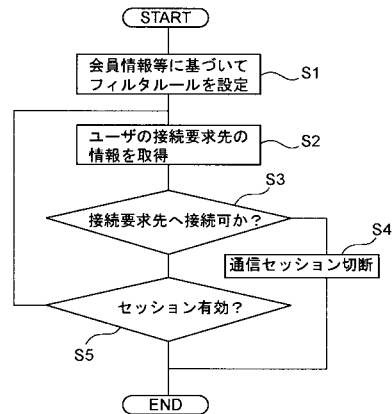 START
会員情報等に基づいて
フィルタルールを設定
S1
ユーザの接続要求先の
情報を取得
S2
S3
接続要求先へ接続可か？
S4
通信セッション切断
セッション有効？
S5
END